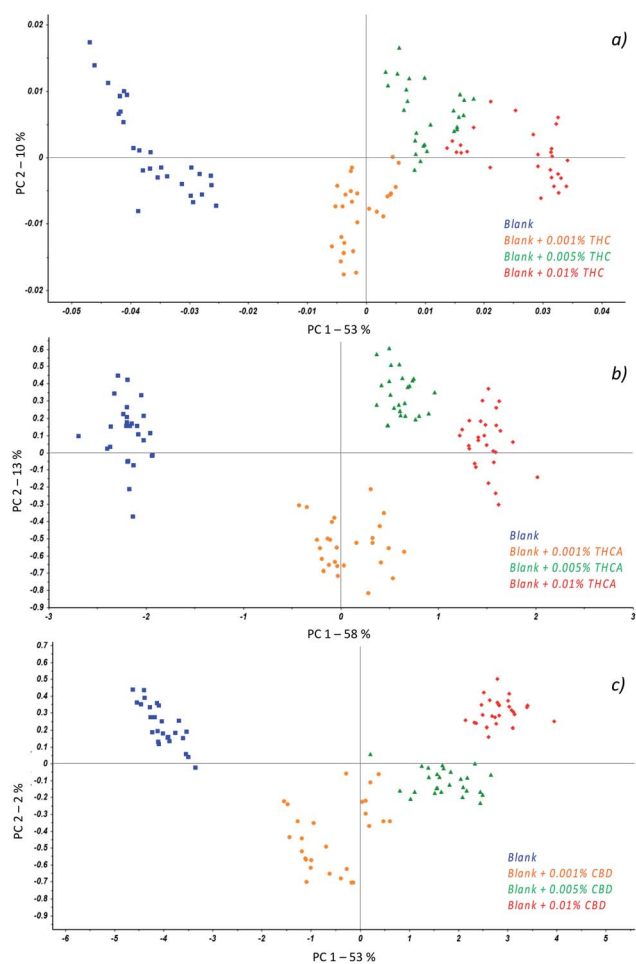 a)
0.02
0.01
0
-0.01
-0.02
PC 2 – 10 %
-0.05 -0.04 -0.03 -0.02 -0.01 0 0.01 0.02 0.03 0.04
PC 1 – 53 %
Blank
Blank + 0.001% THC
Blank + 0.005% THC
Blank + 0.01% THC
b)
0.6
0.5
0.4
0.3
0.2
0.1
0
-0.1
-0.2
-0.3
-0.4
-0.5
-0.6
-0.7
-0.8
-0.9
PC 2 – 13 %
-3 -2 -1 0 1 2 3
PC 1 – 58 %
Blank
Blank + 0.001% THCA
Blank + 0.005% THCA
Blank + 0.01% THCA
c)
0.7
0.6
0.5
0.4
0.3
0.2
0.1
0
-0.1
-0.2
-0.3
-0.4
-0.5
-0.6
-0.7
-0.8
-0.9
PC 2 – 2 %
-6 -5 -4 -3 -2 -1 0 1 2 3 4 5
PC 1 – 53 %
Blank
Blank + 0.001% CBD
Blank + 0.005% CBD
Blank + 0.01% CBD